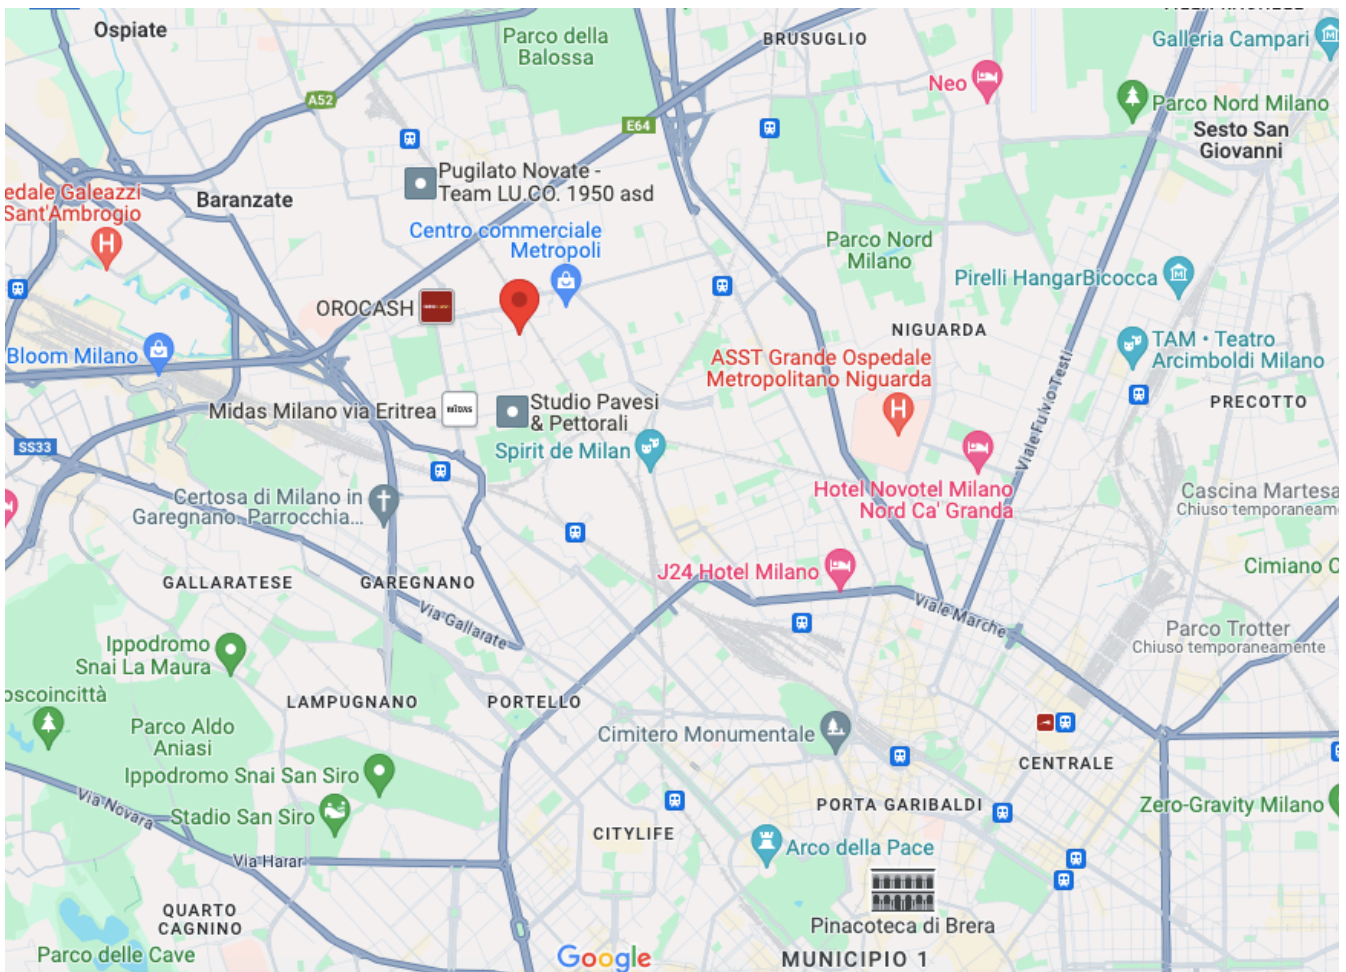 Ospiate
Parco della
Balossa
BRUSUGLIO
Galleria Campari
Neo
A52
Parco Nord Milano
E64
Sesto San
Giovanni
Pugilato Novate -
Team LU.CO. 1950 asd
edale Galeazzi
Sant'Ambrogio
Baranzate
Centro commerciale
Metropoli
Parco Nord
Milano
Pirelli HangarBicocca
OROCASH
NIGUARDA
Bloom Milano
ASST Grande Ospedale
Metropolitano Niguarda
TAM • Teatro
Arcimboldi Milano
Viale Fulvio Testi
PRECOTTO
Midas Milano via Eritrea
MIDAS
Studio Pavesi
& Pettorali
SS33
Spirit de Milan
Certosa di Milano in
Garegnano. Parrocchia...
Hotel Novotel Milano
Nord Ca' Granda
Cascina Martesa
Chiuso temporaneam
GALLARATESE
GAREGNANO
J24 Hotel Milano
Cimiano C
Via Gallarate
Viale Marche
Parco Trotter
Chiuso temporaneamente
Ippodromo
Snai La Maura
oscoincittà
LAMPUGNANO
PORTELLO
Parco Aldo
Aniasi
Cimitero Monumentale
Ippodromo Snai San Siro
CENTRALE
Via Novara
Stadio San Siro
PORTA GARIBALDI
Zero-Gravity Milano
CITYLIFE
Arco della Pace
Via Harar
QUARTO
CAGNINO
Pinacoteca di Brera
Parco delle Cave
Google
MUNICIPIO 1